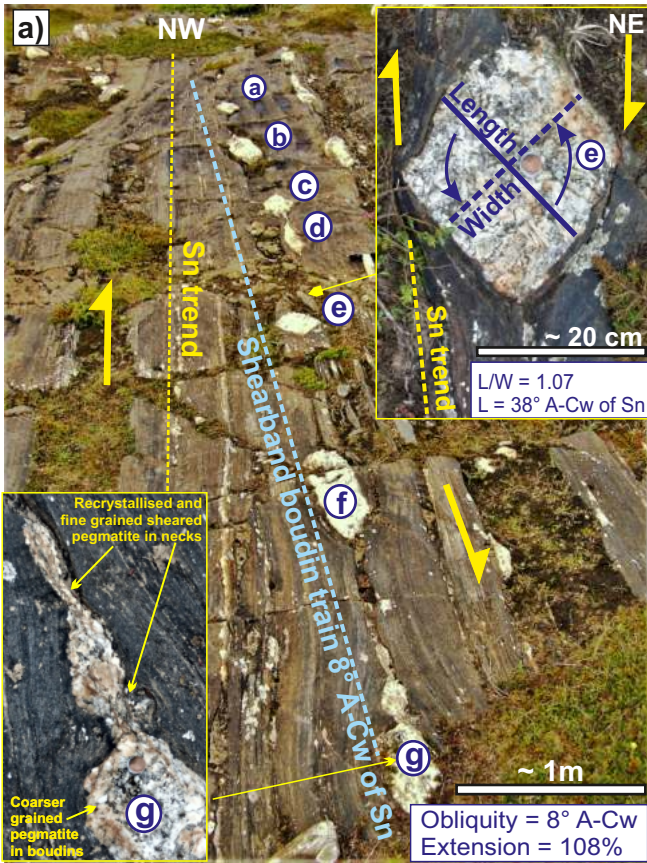 a)
NW
NE
a
b
c
d
e
f
g
Sn trend
Shearband boudin train 8° A-Cw of Sn
Length
Width
e
Sn trend
~ 20 cm
L/W = 1.07
L = 38° A-Cw of Sn
Recrystallised and
fine grained sheared
pegmatite in necks
Coarser
grained
pegmatite
in boudins
g
~ 1m
Obliquity = 8° A-Cw
Extension = 108%